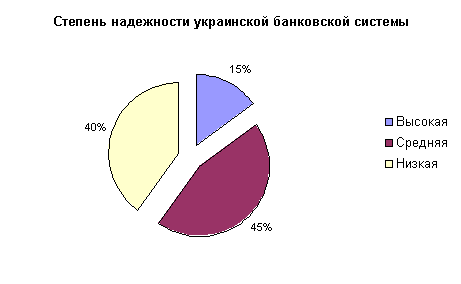 Степень надежности украинской банковской системы
15%
40%
45%
Высокая
Средняя
Низкая